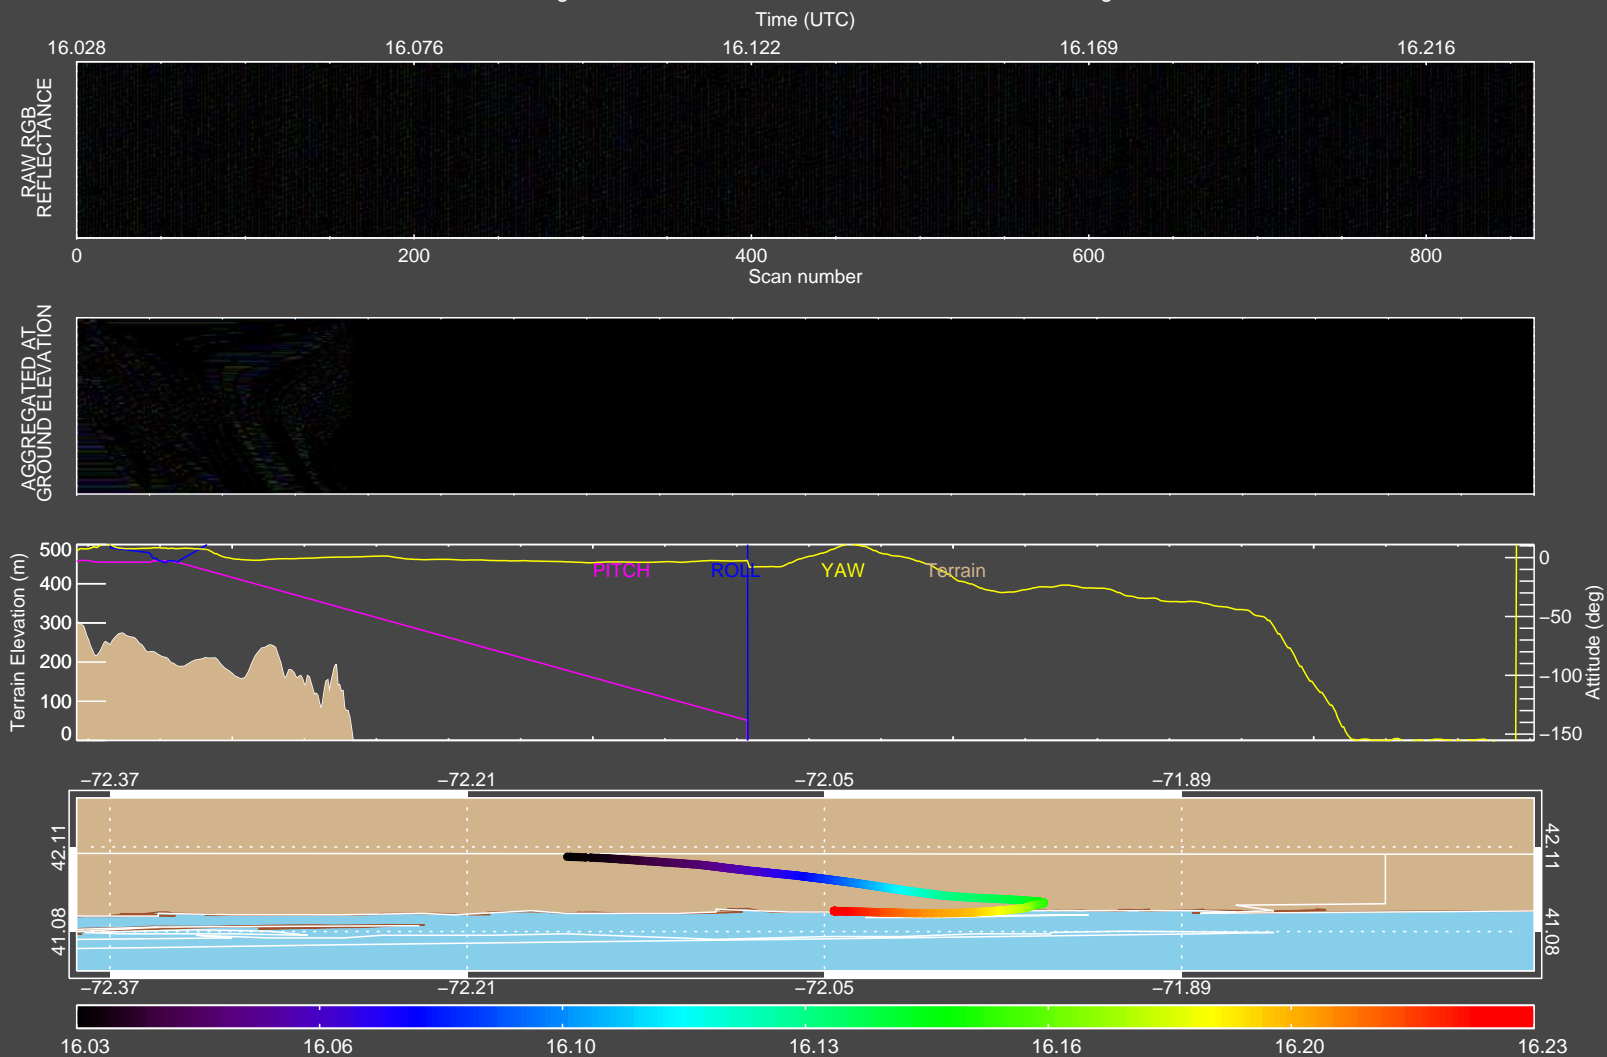 Time (UTC)
16.028 16.076 16.122 16.169 16.216
RAW RGB
REFLECTANCE
0 200 400 600 800
Scan number
AGGREGATED AT
GROUND ELEVATION
Terrain Elevation (m)
500
400
300
200
100
0
PITCH ROLL YAW Terrain
0
−50
−100
−150
Attitude (deg)
−72.37 −72.21 −72.05 −71.89
42.11 42.11
41.08 41.08
−72.37 −72.21 −72.05 −71.89
16.03 16.06 16.10 16.13 16.16 16.20 16.23